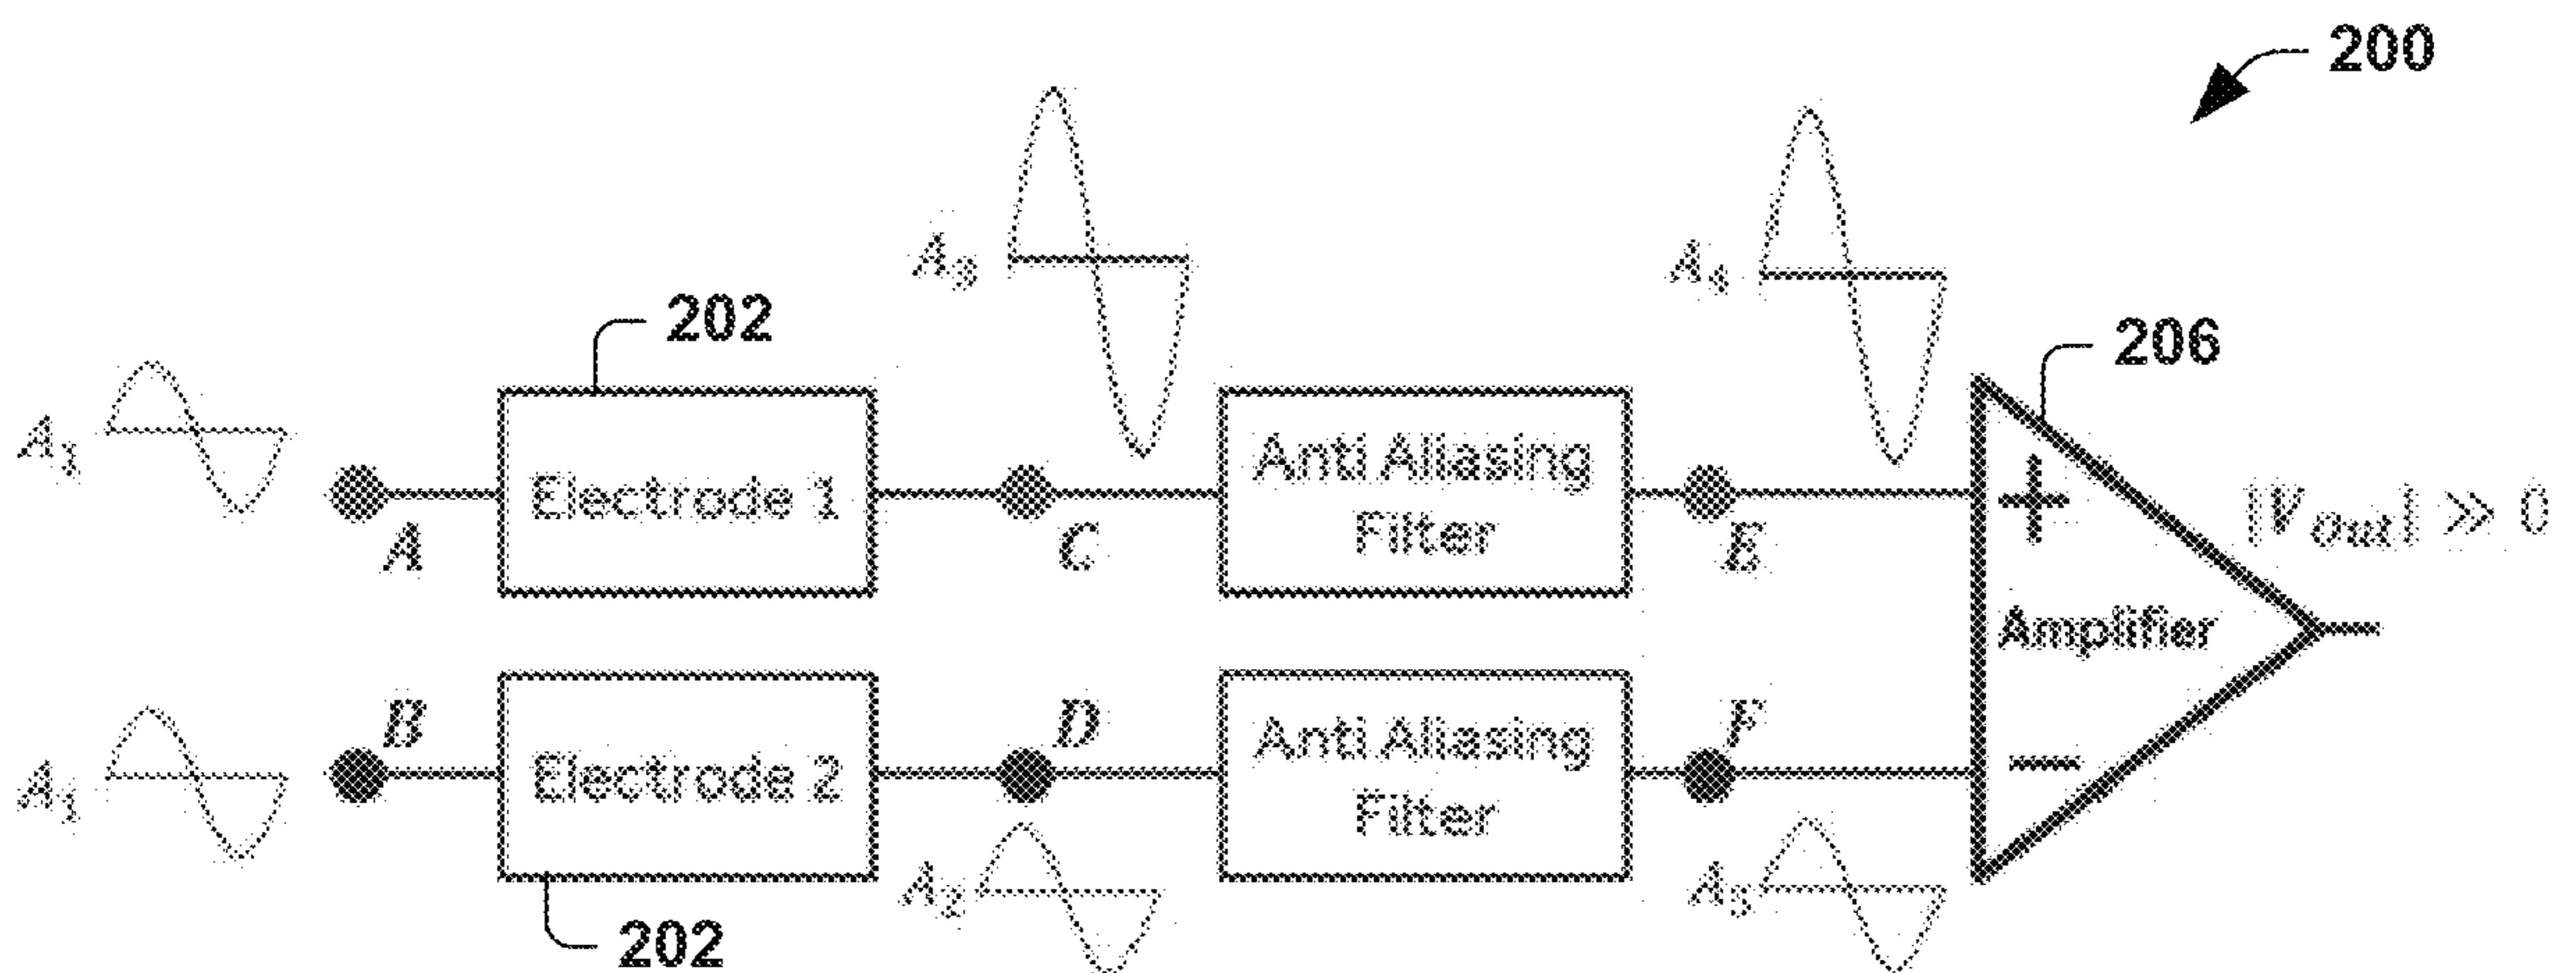 200
A₃
A₄
202
206
A₁
Electrode 1
Anti Aliasing
Filter
A
C
E
|V_Out| ≫ 0
+
Amplifier
B
D
F
−
A₁
Electrode 2
Anti Aliasing
Filter
A₂
A₅
202